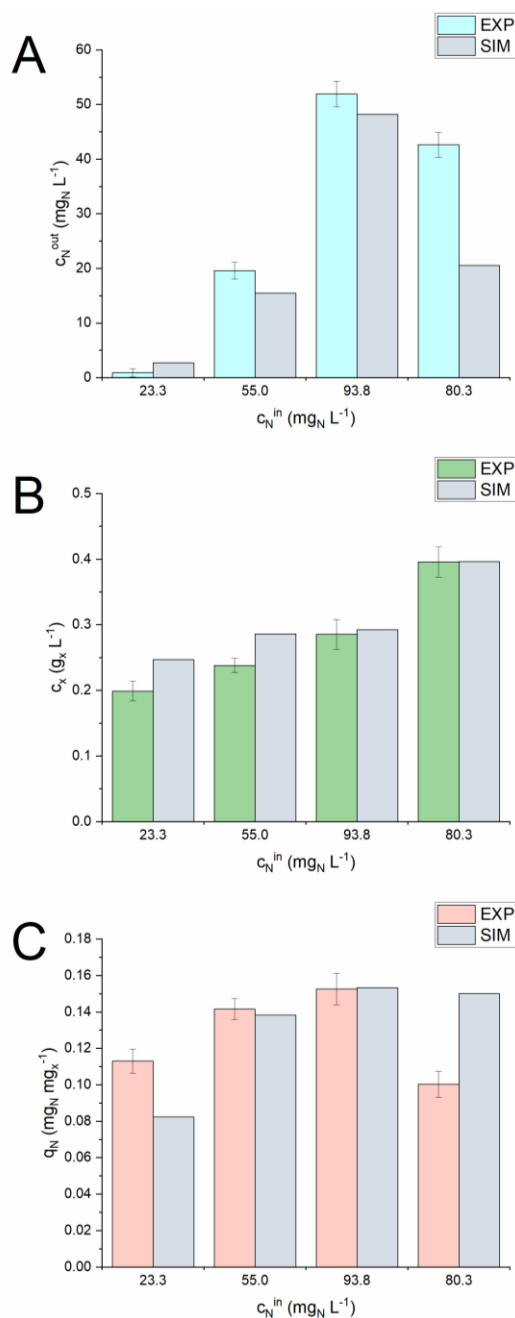 A
EXP
SIM
60
50
40
30
20
10
0
c_N^out (mg_N L^-1)
23.3 55.0 93.8 80.3
c_N^in (mg_N L^-1)
B
EXP
SIM
0.5
0.4
0.3
0.2
0.1
0.0
c_x (g_x L^-1)
23.3 55.0 93.8 80.3
c_N^in (mg_N L^-1)
C
EXP
SIM
0.18
0.16
0.14
0.12
0.10
0.08
0.06
0.04
0.02
0.00
q_N (mg_N mg_x^-1)
23.3 55.0 93.8 80.3
c_N^in (mg_N L^-1)